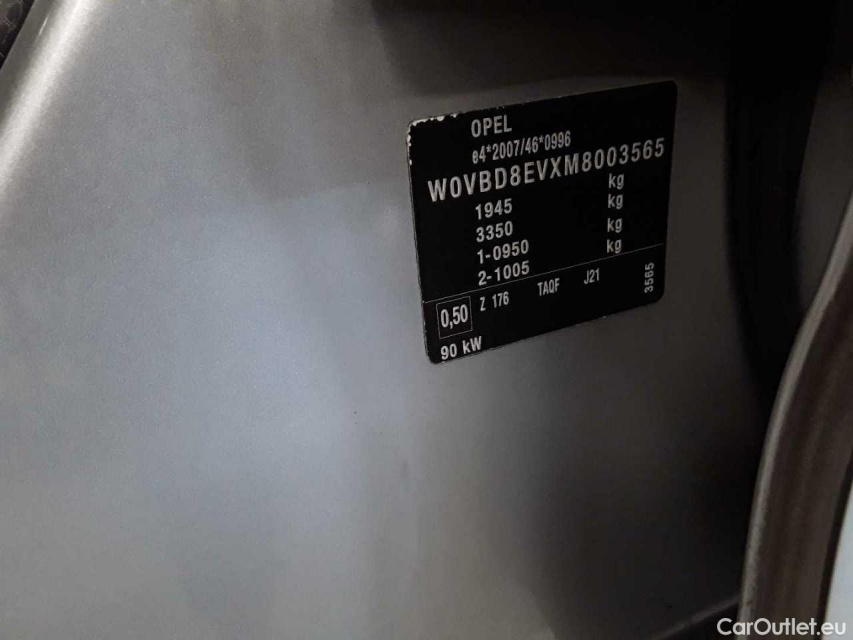 OPEL
e4*2007/46*0996
W0VBD8EVXM8003565
1945 kg
3350 kg
1-0950 kg
2-1005 kg
0,50 Z 176 TAQF J21 3565
90 kW
CarOutlet.eu